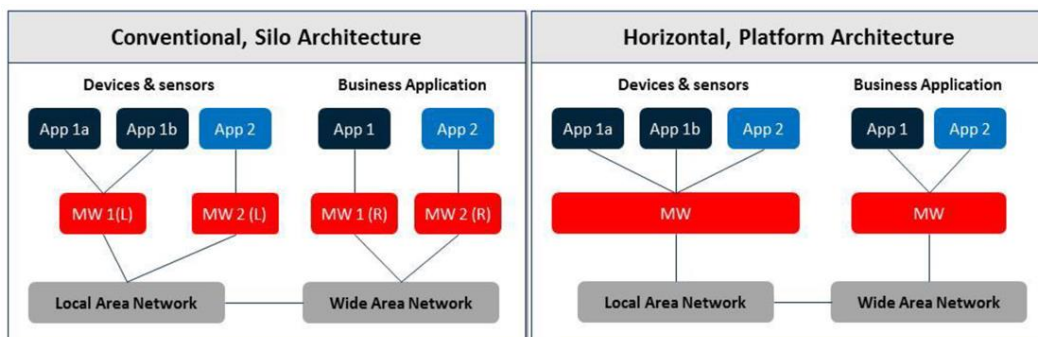 Conventional, Silo Architecture
Devices & sensors Business Application
App 1a App 1b App 2 App 1 App 2
MW 1(L) MW 2 (L) MW 1 (R) MW 2 (R)
Local Area Network Wide Area Network
Horizontal, Platform Architecture
Devices & sensors Business Application
App 1a App 1b App 2 App 1 App 2
MW MW
Local Area Network Wide Area Network